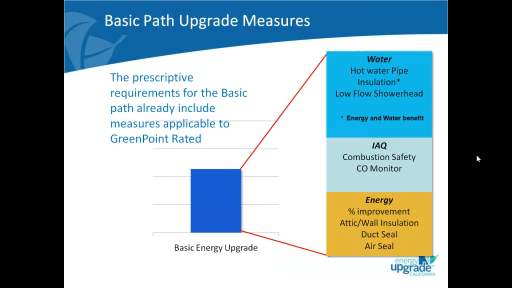 Basic Path Upgrade Measures
The prescriptive
requirements for the Basic
path already include
measures applicable to
GreenPoint Rated
Basic Energy Upgrade
Water
Hot water Pipe
Insulation*
Low Flow Showerhead
* Energy and Water benefit
IAQ
Combustion Safety
CO Monitor
Energy
% improvement
Attic/Wall Insulation
Duct Seal
Air Seal
energy
upgrade
CALIFORNIA